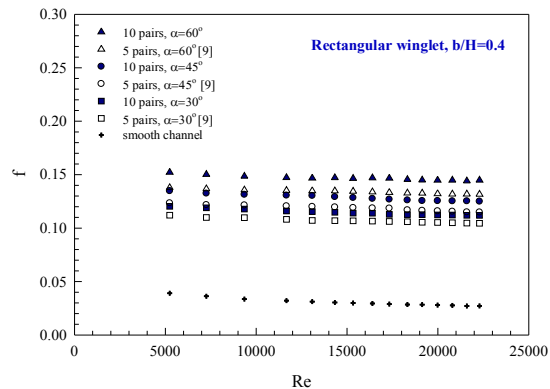 0.30
10 pairs, α=60°
5 pairs, α=60° [9]
10 pairs, α=45°
5 pairs, α=45° [9]
10 pairs, α=30°
5 pairs, α=30° [9]
smooth channel
Rectangular winglet, b/H=0.4
0.25
0.20
f
0.15
0.10
0.05
0.00
0
5000
10000
15000
20000
25000
Re